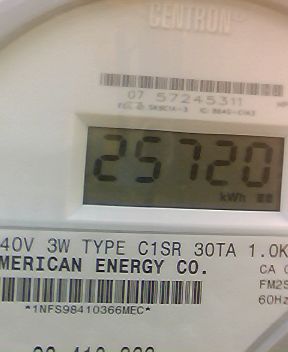 CENTRON®
07 57245311
25720
kWh
40V 3W TYPE C1SR 30TA 1.0K
MERICAN ENERGY CO.
CA 0
FM2S
60Hz
*1NFS98410366MEC*